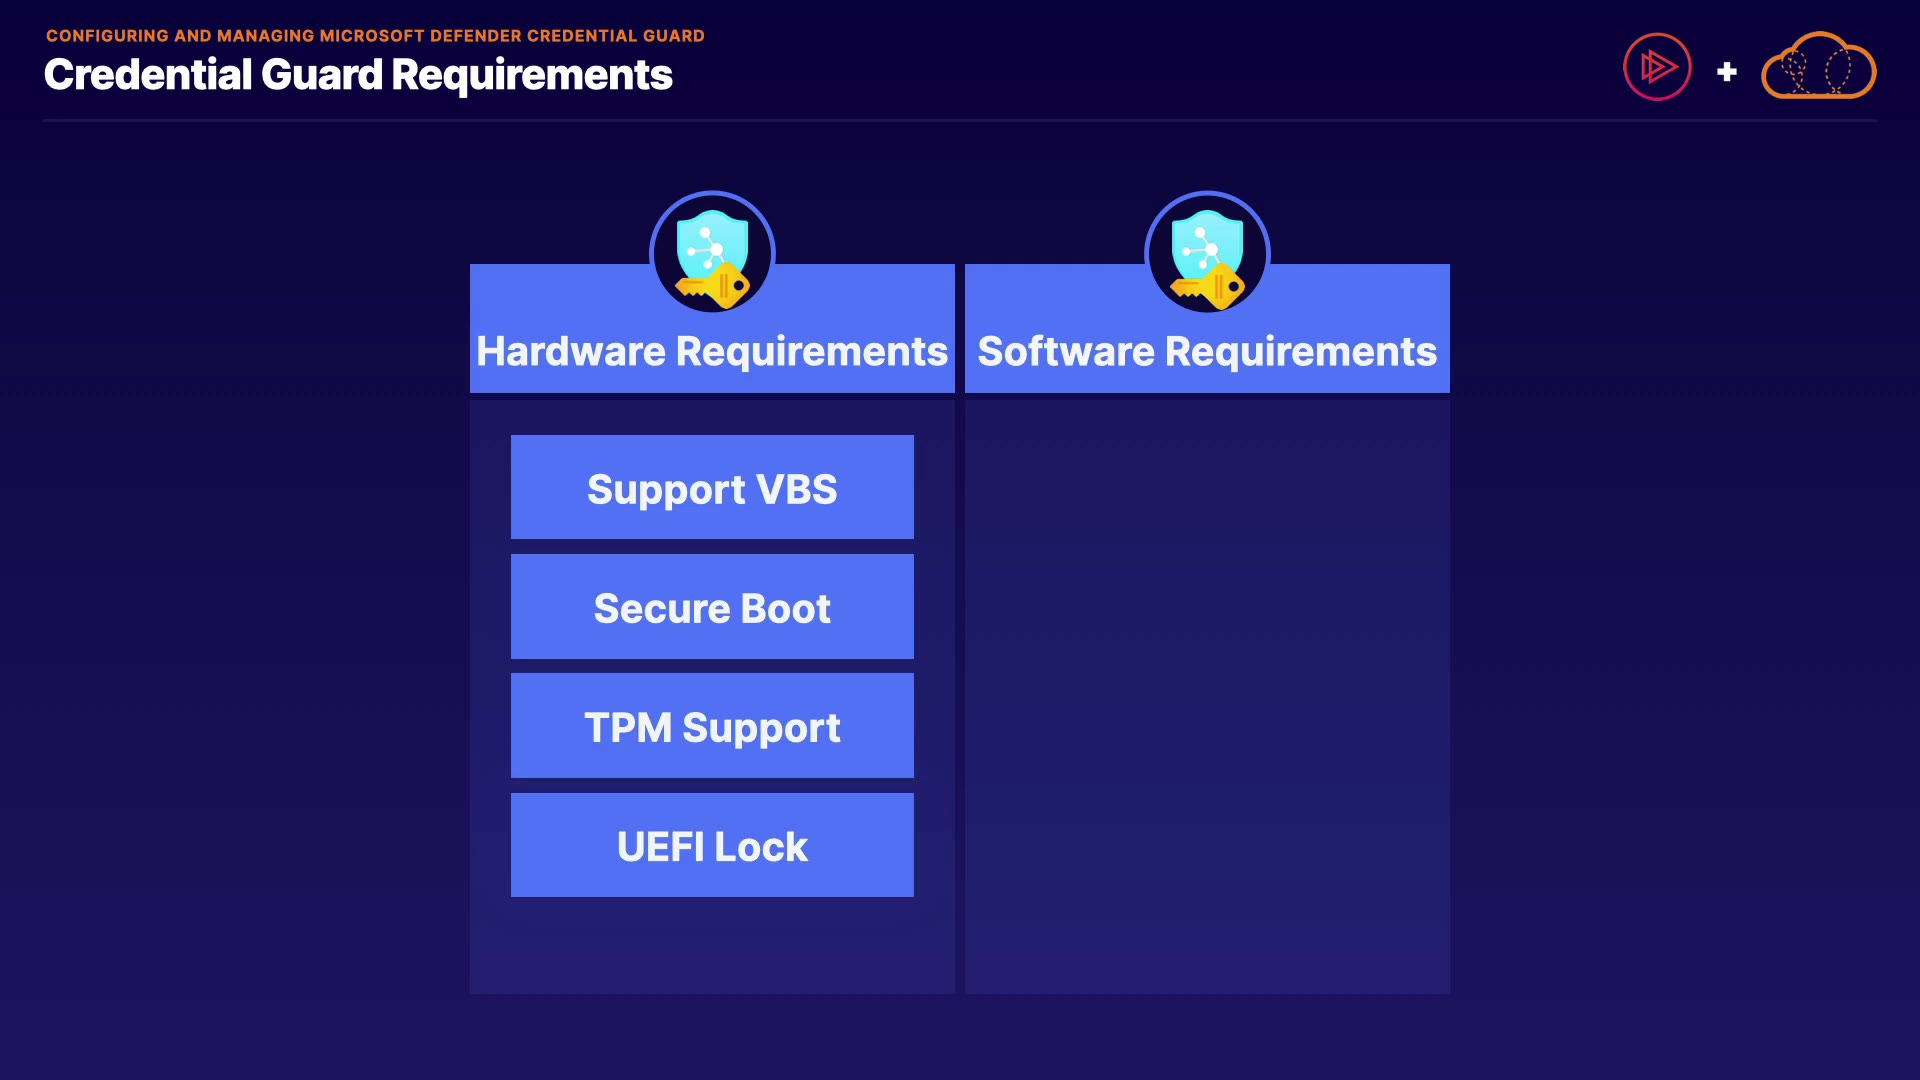 CONFIGURING AND MANAGING MICROSOFT DEFENDER CREDENTIAL GUARD
Credential Guard Requirements
Hardware Requirements
Support VBS
Secure Boot
TPM Support
UEFI Lock
Software Requirements